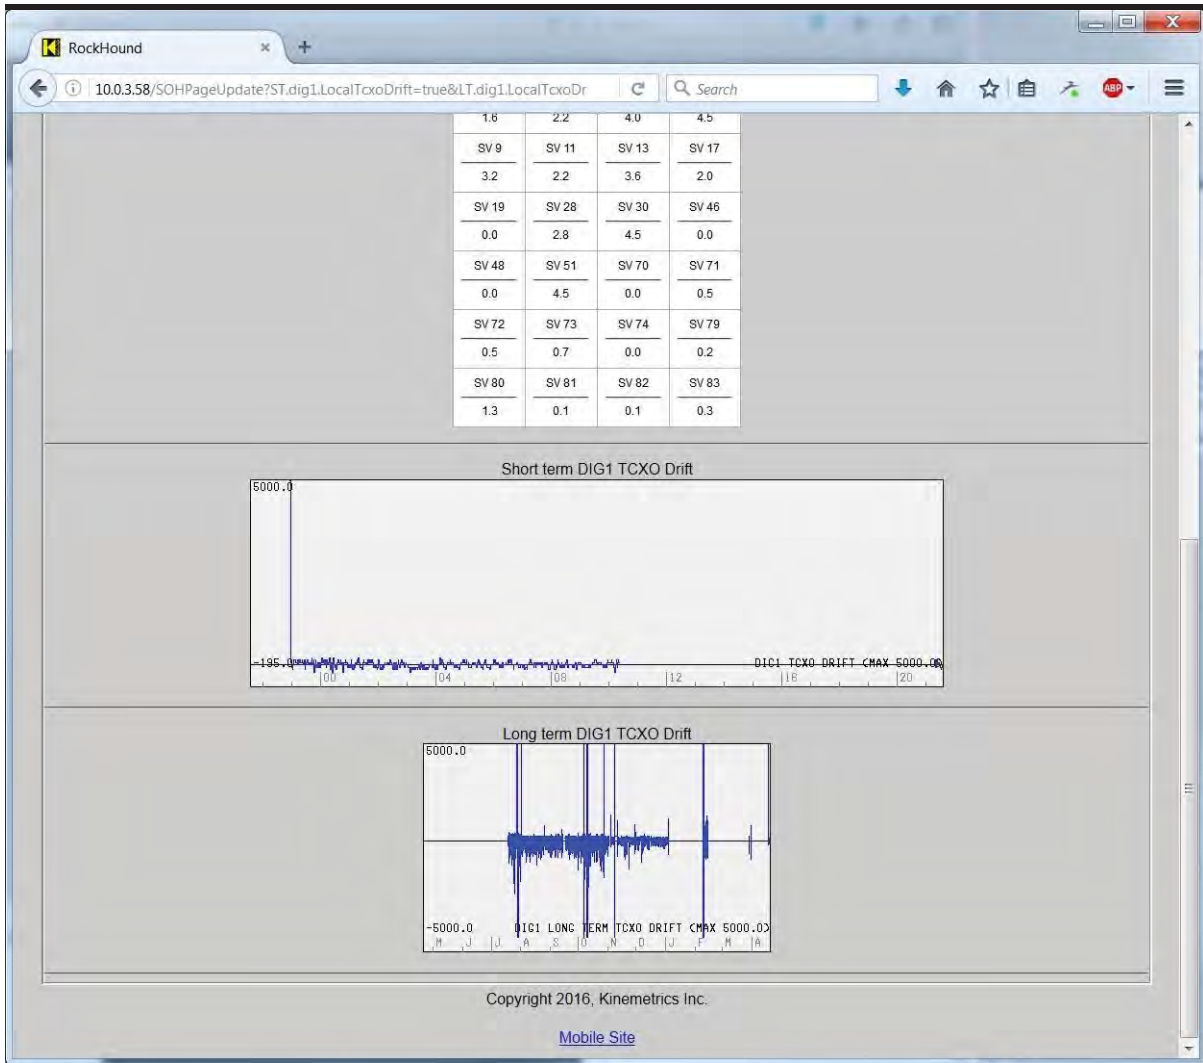 RockHound
10.0.3.58/SOHPageUpdate?ST.dig1.LocalTcxoDrift=true&LT.dig1.LocalTcxoDr
Search
ABP
1.6 2.2 4.0 4.5
SV 9 SV 11 SV 13 SV 17
3.2 2.2 3.6 2.0
SV 19 SV 28 SV 30 SV 46
0.0 2.8 4.5 0.0
SV 48 SV 51 SV 70 SV 71
0.0 4.5 0.0 0.5
SV 72 SV 73 SV 74 SV 79
0.5 0.7 0.0 0.2
SV 80 SV 81 SV 82 SV 83
1.3 0.1 0.1 0.3
Short term DIG1 TCXO Drift
5000.0
-195.0 DIG1 TCXO DRIFT (MAX 5000.0)
00 04 08 12 16 20
Long term DIG1 TCXO Drift
5000.0
-5000.0 DIG1 LONG TERM TCXO DRIFT (MAX 5000.0)
M J J A S O N D J F M A
Copyright 2016, Kinemetrics Inc.
Mobile Site